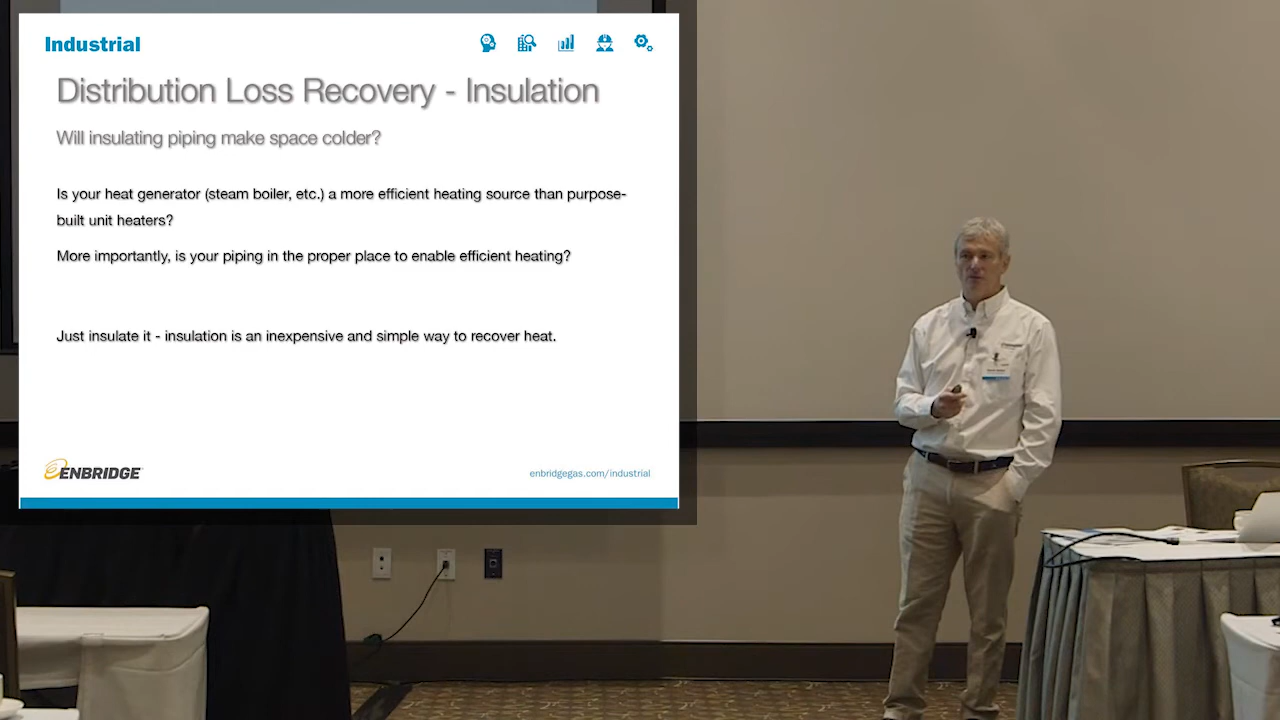 Industrial
Distribution Loss Recovery - Insulation
Will insulating piping make space colder?
Is your heat generator (steam boiler, etc.) a more efficient heating source than purpose-
built unit heaters?
More importantly, is your piping in the proper place to enable efficient heating?
Just insulate it - insulation is an inexpensive and simple way to recover heat.
ENBRIDGE
enbridgegas.com/industrial